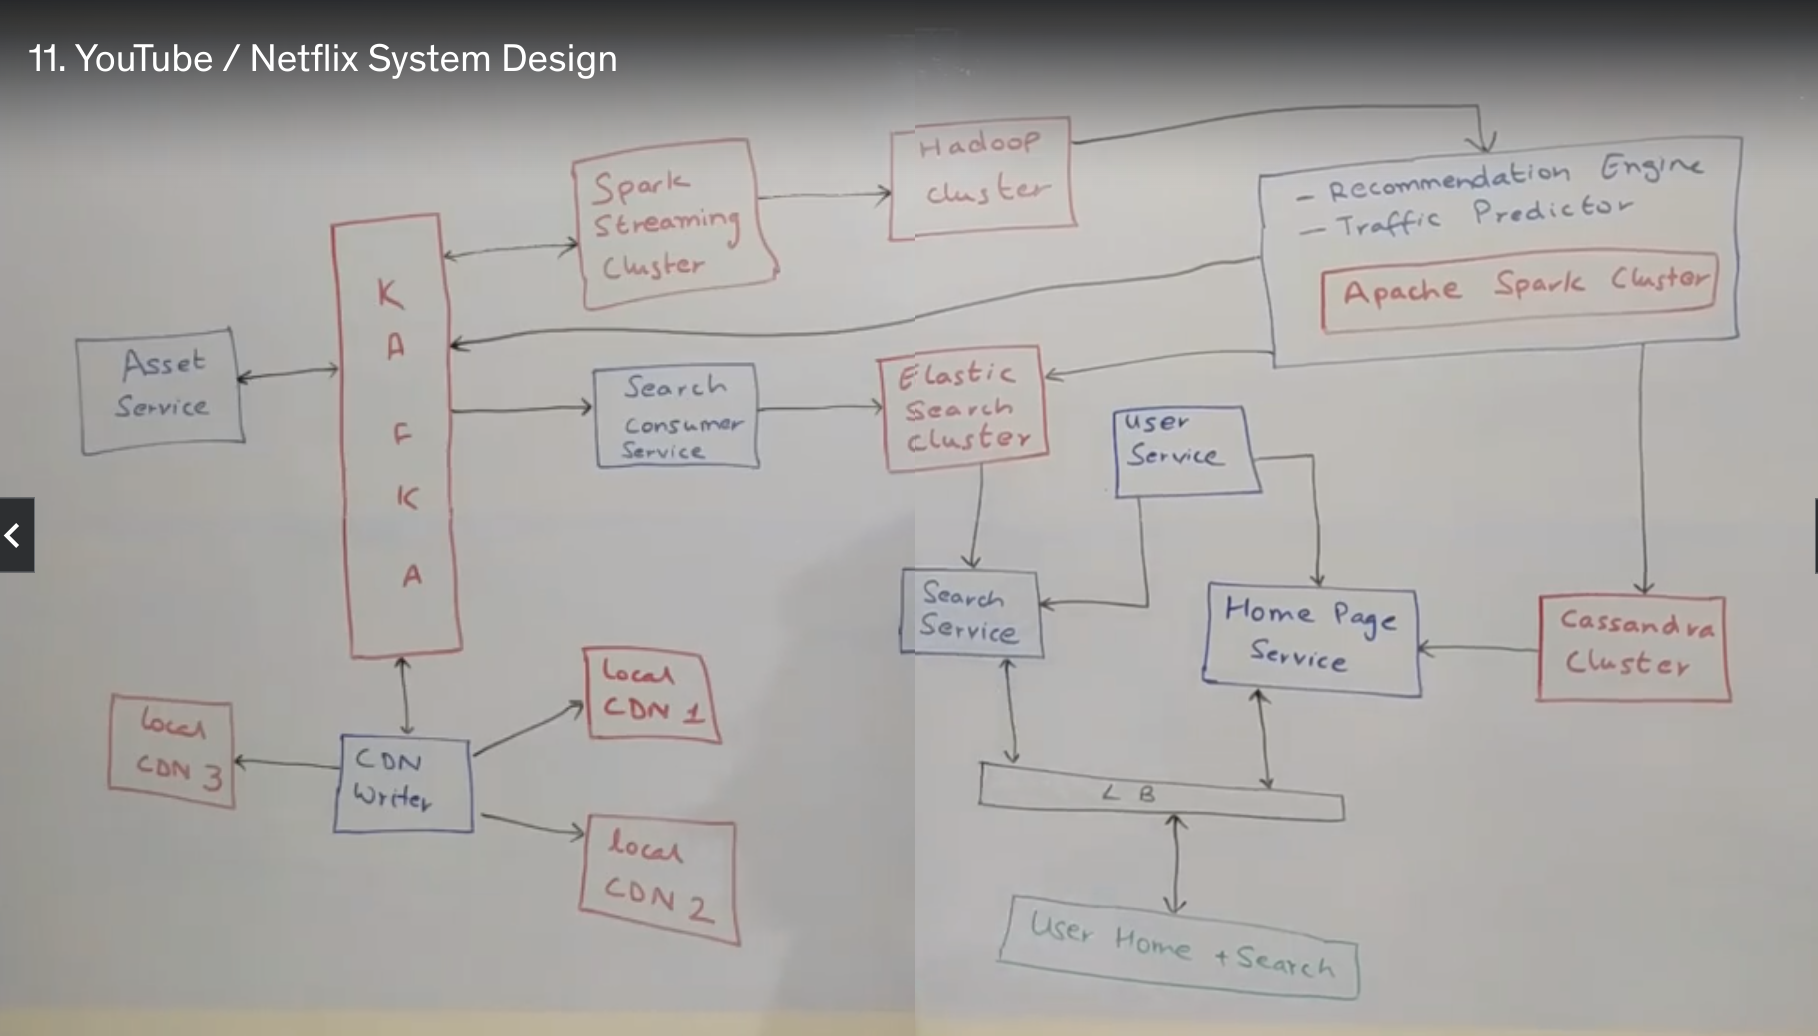 11. YouTube / Netflix System Design
Hadoop
cluster
Spark
Streaming
Cluster
- Recommendation Engine
- Traffic Predictor
Apache Spark Cluster
K
A
F
K
A
Asset
Service
Search
Consumer
Service
Elastic
Search
Cluster
User
Service
Search
Service
Home Page
Service
Cassandra
Cluster
local
CDN 1
local
CDN 3
CDN
Writer
local
CDN 2
L B
User Home + Search